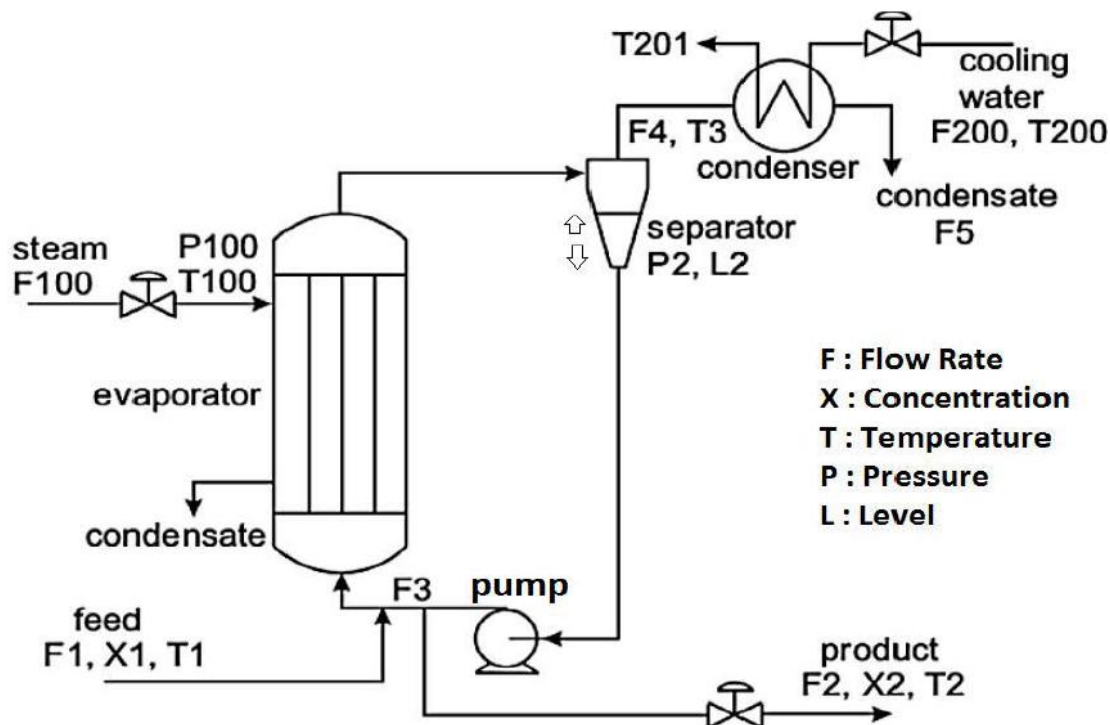 T201
cooling
water
F200, T200
F4, T3
condenser
condensate
F5
steam
F100
P100
T100
separator
P2, L2
evaporator
F : Flow Rate
X : Concentration
T : Temperature
P : Pressure
L : Level
condensate
F3
pump
feed
F1, X1, T1
product
F2, X2, T2